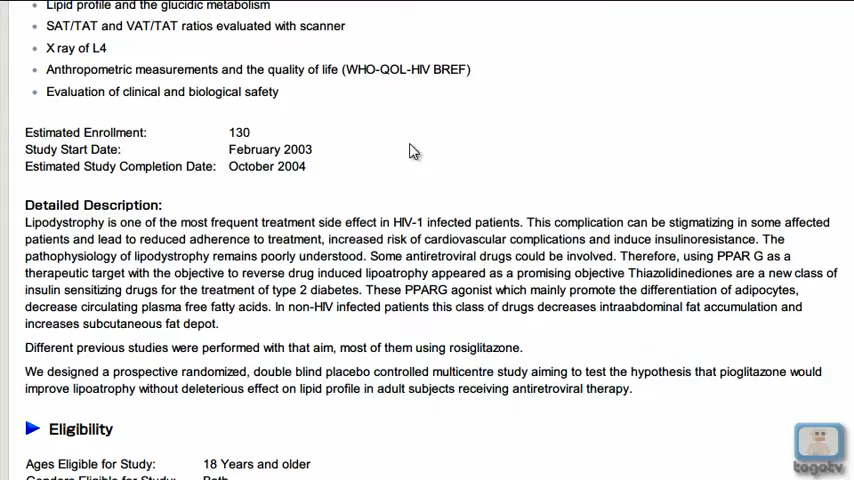 Lipid profile and the glucidic metabolism
SAT/TAT and VAT/TAT ratios evaluated with scanner
X ray of L4
Anthropometric measurements and the quality of life (WHO-QOL-HIV BREF)
Evaluation of clinical and biological safety
Estimated Enrollment: 130
Study Start Date: February 2003
Estimated Study Completion Date: October 2004
Detailed Description:
Lipodystrophy is one of the most frequent treatment side effect in HIV-1 infected patients. This complication can be stigmatizing in some affected
patients and lead to reduced adherence to treatment, increased risk of cardiovascular complications and induce insulinoresistance. The
pathophysiology of lipodystrophy remains poorly understood. Some antiretroviral drugs could be involved. Therefore, using PPAR G as a
therapeutic target with the objective to reverse drug induced lipoatrophy appeared as a promising objective Thiazolidinediones are a new class of
insulin sensitizing drugs for the treatment of type 2 diabetes. These PPARG agonist which mainly promote the differentiation of adipocytes,
decrease circulating plasma free fatty acids. In non-HIV infected patients this class of drugs decreases intraabdominal fat accumulation and
increases subcutaneous fat depot.
Different previous studies were performed with that aim, most of them using rosiglitazone.
We designed a prospective randomized, double blind placebo controlled multicentre study aiming to test the hypothesis that pioglitazone would
improve lipoatrophy without deleterious effect on lipid profile in adult subjects receiving antiretroviral therapy.
Eligibility
Ages Eligible for Study: 18 Years and older
Genders Eligible for Study: Both
togotv